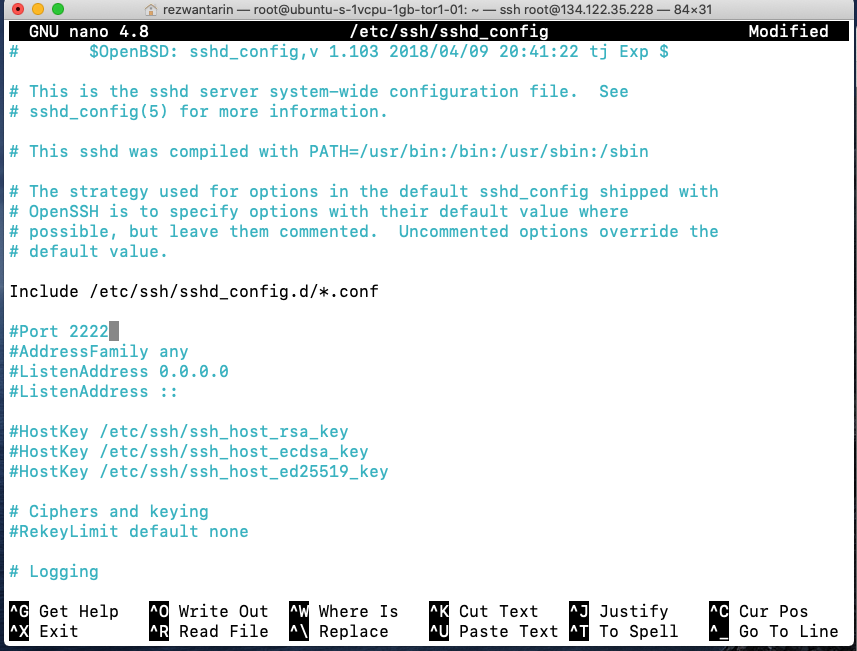 rezwantarin — root@ubuntu-s-1vcpu-1gb-tor1-01: ~ — ssh root@134.122.35.228 — 84×31
GNU nano 4.8 /etc/ssh/sshd_config Modified
# $OpenBSD: sshd_config,v 1.103 2018/04/09 20:41:22 tj Exp $
# This is the sshd server system-wide configuration file. See
# sshd_config(5) for more information.
# This sshd was compiled with PATH=/usr/bin:/bin:/usr/sbin:/sbin
# The strategy used for options in the default sshd_config shipped with
# OpenSSH is to specify options with their default value where
# possible, but leave them commented. Uncommented options override the
# default value.
Include /etc/ssh/sshd_config.d/*.conf
#Port 2222
#AddressFamily any
#ListenAddress 0.0.0.0
#ListenAddress ::
#HostKey /etc/ssh/ssh_host_rsa_key
#HostKey /etc/ssh/ssh_host_ecdsa_key
#HostKey /etc/ssh/ssh_host_ed25519_key
# Ciphers and keying
#RekeyLimit default none
# Logging
^G Get Help ^O Write Out ^W Where Is ^K Cut Text ^J Justify ^C Cur Pos
^X Exit ^R Read File ^\ Replace ^U Paste Text ^T To Spell ^_ Go To Line